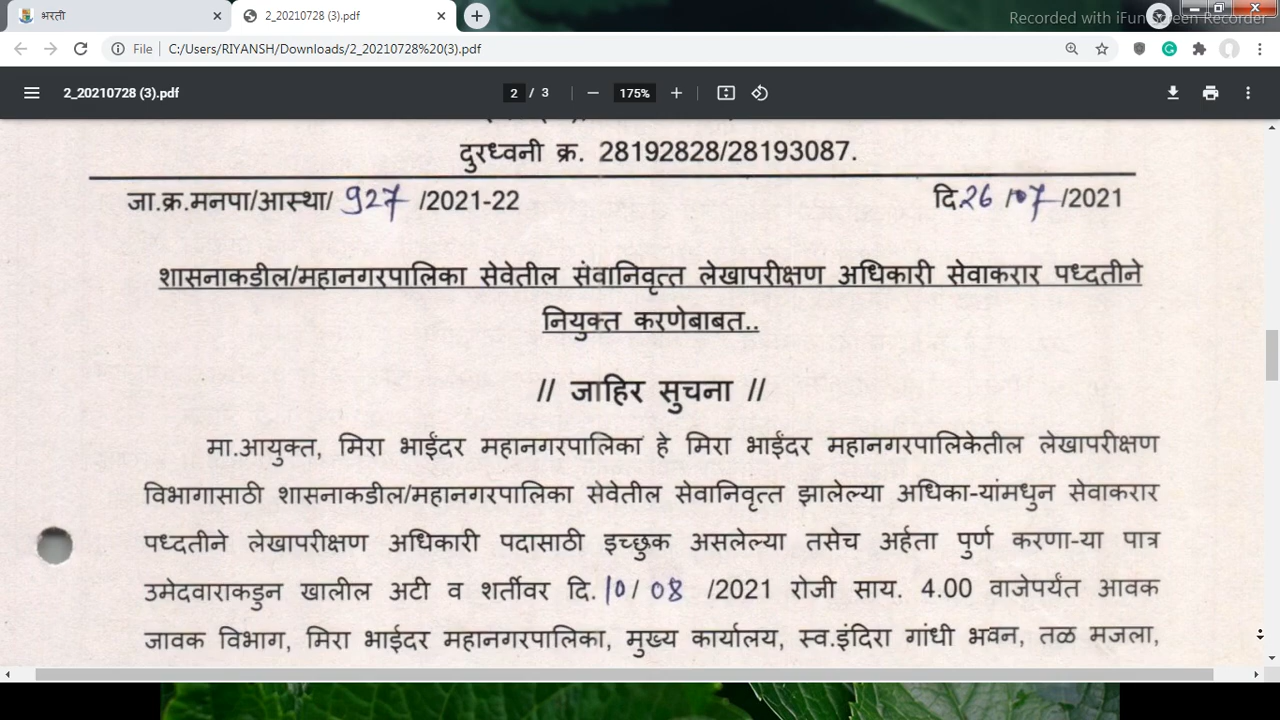 भरती
2_20210728 (3).pdf
Recorded with iFun Screen Recorder
File
C:/Users/RIYANSH/Downloads/2_20210728%20(3).pdf
2_20210728 (3).pdf
2 / 3
175%
दुरध्वनी क्र. 28192828/28193087.
जा.क्र.मनपा/आस्था/ 927 /2021-22
दि.26/07/2021
शासनाकडील/महानगरपालिका सेवेतील संवानिवृत्त लेखापरीक्षण अधिकारी सेवाकरार पध्दतीने
नियुक्त करणेबाबत..
// जाहिर सुचना //
मा.आयुक्त, मिरा भाईंदर महानगरपालिका हे मिरा भाईंदर महानगरपालिकेतील लेखापरीक्षण
विभागासाठी शासनाकडील/महानगरपालिका सेवेतील सेवानिवृत्त झालेल्या अधिका-यांमधुन सेवाकरार
पध्दतीने लेखापरीक्षण अधिकारी पदासाठी इच्छुक असलेल्या तसेच अर्हता पुर्ण करणा-या पात्र
उमेदवाराकडुन खालील अटी व शर्तीवर दि.10/08 /2021 रोजी साय. 4.00 वाजेपर्यंत आवक
जावक विभाग, मिरा भाईंदर महानगरपालिका, मुख्य कार्यालय, स्व.इंदिरा गांधी भवन, तळ मजला,